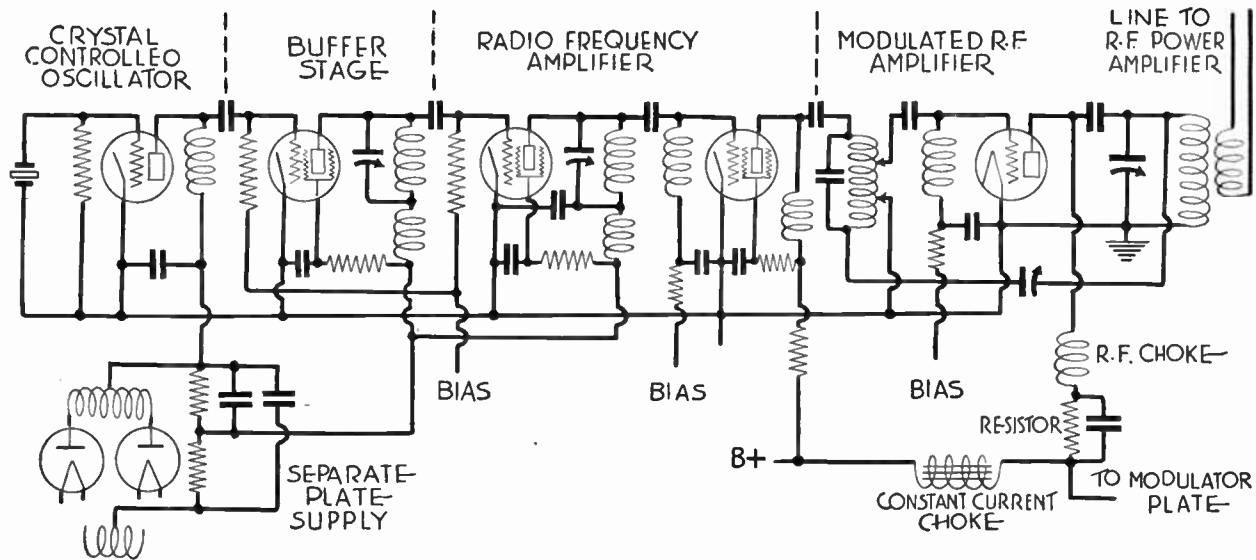 CRYSTAL
CONTROLLED
OSCILLATOR
BUFFER
STAGE
RADIO FREQUENCY
AMPLIFIER
MODULATED R.F.
AMPLIFIER
LINE TO
R.F. POWER
AMPLIFIER
BIAS
BIAS
BIAS
R.F. CHOKE
RESISTOR
SEPARATE
PLATE
SUPPLY
B+
CONSTANT CURRENT
CHOKE
TO MODULATOR
PLATE